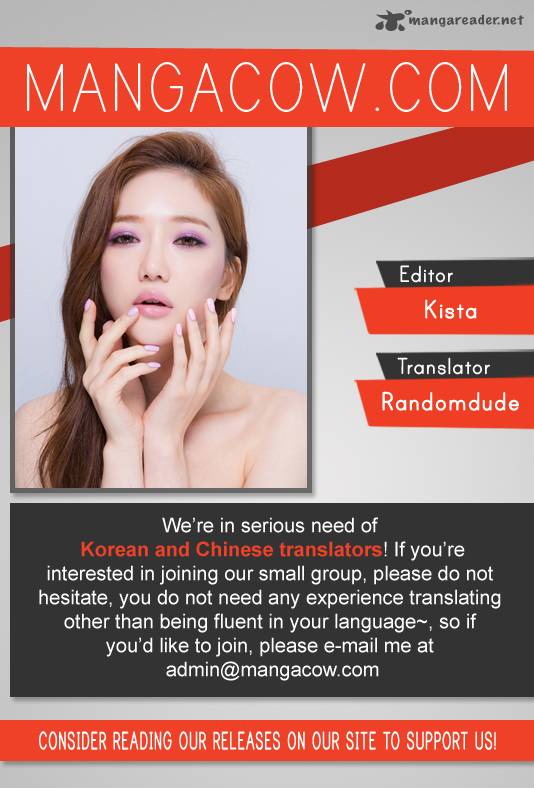 mangareader.net
MANGACOW.COM
Editor
Kista
Translator
Randomdude
We're in serious need of
Korean and Chinese translators! If you're
interested in joining our small group, please do not
hesitate, you do not need any experience translating
other than being fluent in your language~, so if
you'd like to join, please e-mail me at
admin@mangacow.com
CONSIDER READING OUR RELEASES ON OUR SITE TO SUPPORT US!